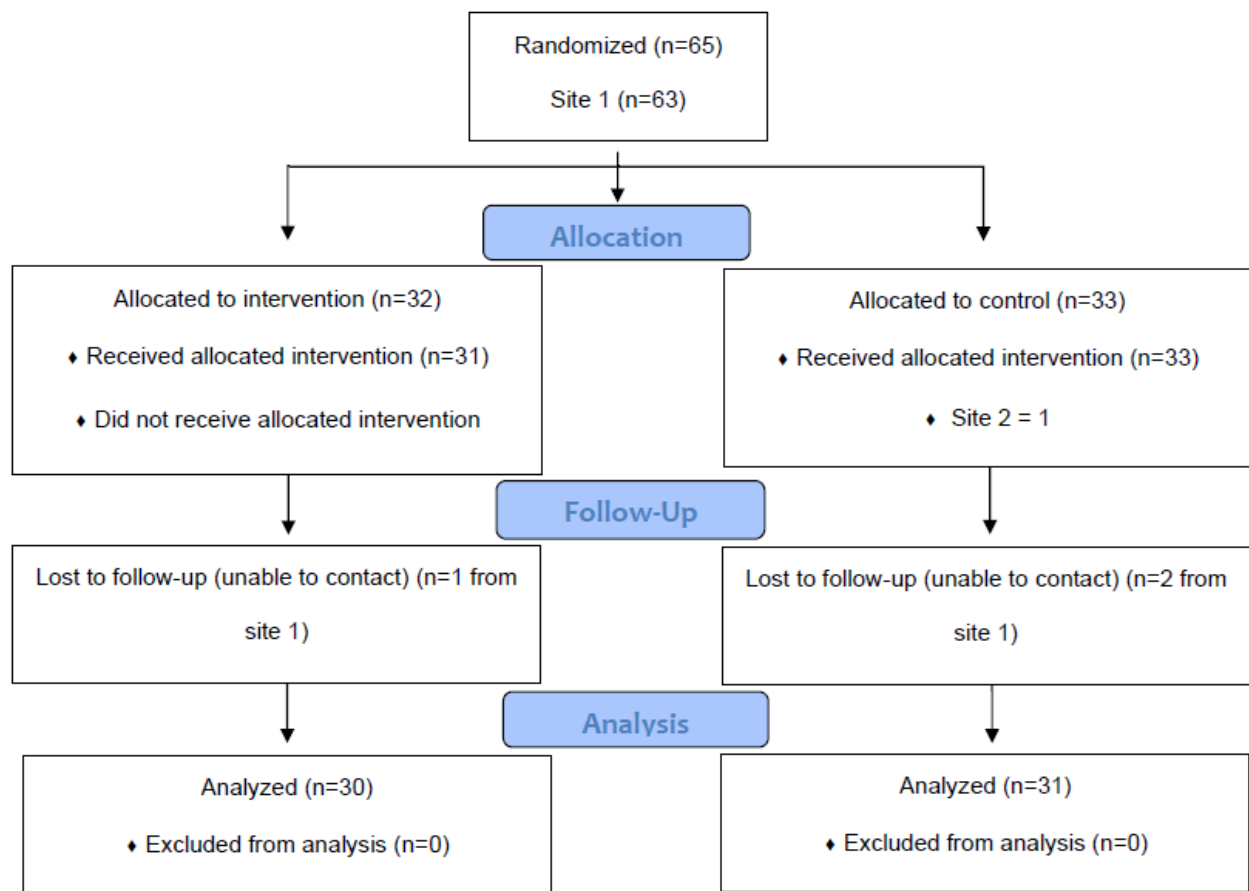 Randomized (n=65)
Site 1 (n=63)
Allocation
Allocated to intervention (n=32)
♦ Received allocated intervention (n=31)
♦ Did not receive allocated intervention
Allocated to control (n=33)
♦ Received allocated intervention (n=33)
♦ Site 2 = 1
Follow-Up
Lost to follow-up (unable to contact) (n=1 from
site 1)
Lost to follow-up (unable to contact) (n=2 from
site 1)
Analysis
Analyzed (n=30)
♦ Excluded from analysis (n=0)
Analyzed (n=31)
♦ Excluded from analysis (n=0)